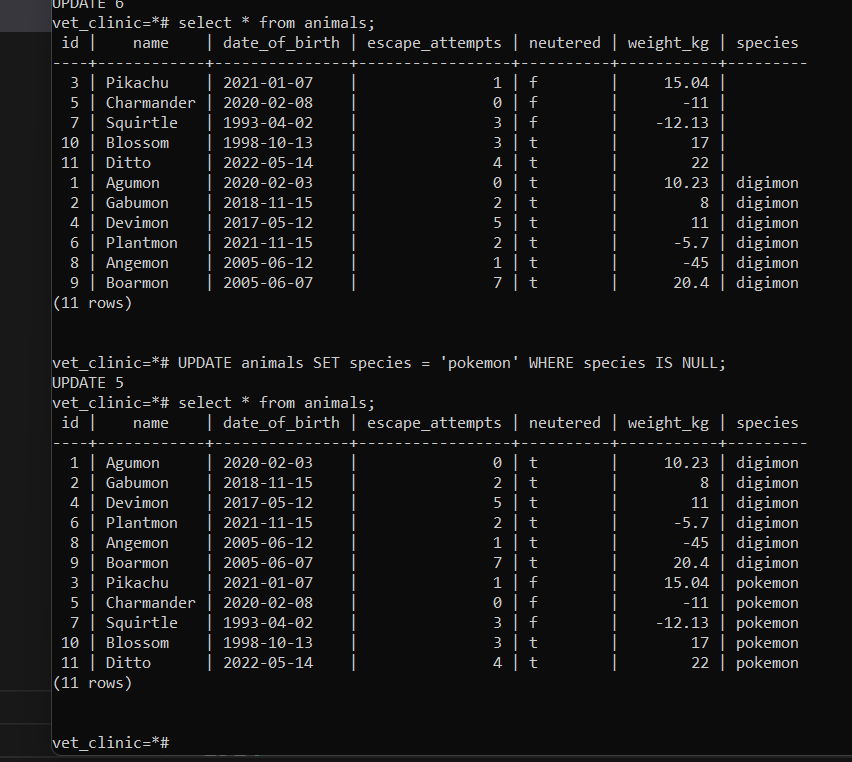 UPDATE 6
vet_clinic=*# select * from animals;
 id |    name    | date_of_birth | escape_attempts | neutered | weight_kg | species
----+------------+---------------+-----------------+----------+-----------+---------
  3 | Pikachu    | 2021-01-07    |               1 | f        |     15.04 |
  5 | Charmander | 2020-02-08    |               0 | f        |       -11 |
  7 | Squirtle   | 1993-04-02    |               3 | f        |    -12.13 |
 10 | Blossom    | 1998-10-13    |               3 | t        |        17 |
 11 | Ditto      | 2022-05-14    |               4 | t        |        22 |
  1 | Agumon     | 2020-02-03    |               0 | t        |     10.23 | digimon
  2 | Gabumon    | 2018-11-15    |               2 | t        |         8 | digimon
  4 | Devimon    | 2017-05-12    |               5 | t        |        11 | digimon
  6 | Plantmon   | 2021-11-15    |               2 | t        |      -5.7 | digimon
  8 | Angemon    | 2005-06-12    |               1 | t        |       -45 | digimon
  9 | Boarmon    | 2005-06-07    |               7 | t        |      20.4 | digimon
(11 rows)
vet_clinic=*# UPDATE animals SET species = 'pokemon' WHERE species IS NULL;
UPDATE 5
vet_clinic=*# select * from animals;
 id |    name    | date_of_birth | escape_attempts | neutered | weight_kg | species
----+------------+---------------+-----------------+----------+-----------+---------
  1 | Agumon     | 2020-02-03    |               0 | t        |     10.23 | digimon
  2 | Gabumon    | 2018-11-15    |               2 | t        |         8 | digimon
  4 | Devimon    | 2017-05-12    |               5 | t        |        11 | digimon
  6 | Plantmon   | 2021-11-15    |               2 | t        |      -5.7 | digimon
  8 | Angemon    | 2005-06-12    |               1 | t        |       -45 | digimon
  9 | Boarmon    | 2005-06-07    |               7 | t        |      20.4 | digimon
  3 | Pikachu    | 2021-01-07    |               1 | f        |     15.04 | pokemon
  5 | Charmander | 2020-02-08    |               0 | f        |       -11 | pokemon
  7 | Squirtle   | 1993-04-02    |               3 | f        |    -12.13 | pokemon
 10 | Blossom    | 1998-10-13    |               3 | t        |        17 | pokemon
 11 | Ditto      | 2022-05-14    |               4 | t        |        22 | pokemon
(11 rows)
vet_clinic=*#